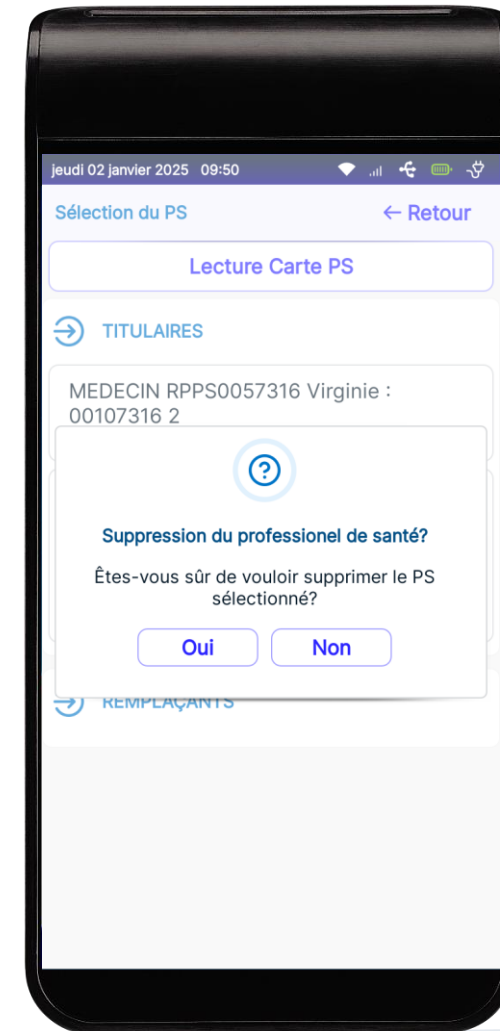 jeudi 02 janvier 2025 09:50
Sélection du PS
← Retour
Lecture Carte PS
TITULAIRES
MEDECIN RPPS0057316 Virginie :
00107316 2
?
Suppression du professionel de santé?
Êtes-vous sûr de vouloir supprimer le PS
sélectionné?
Oui
Non
REMPLAÇANTS